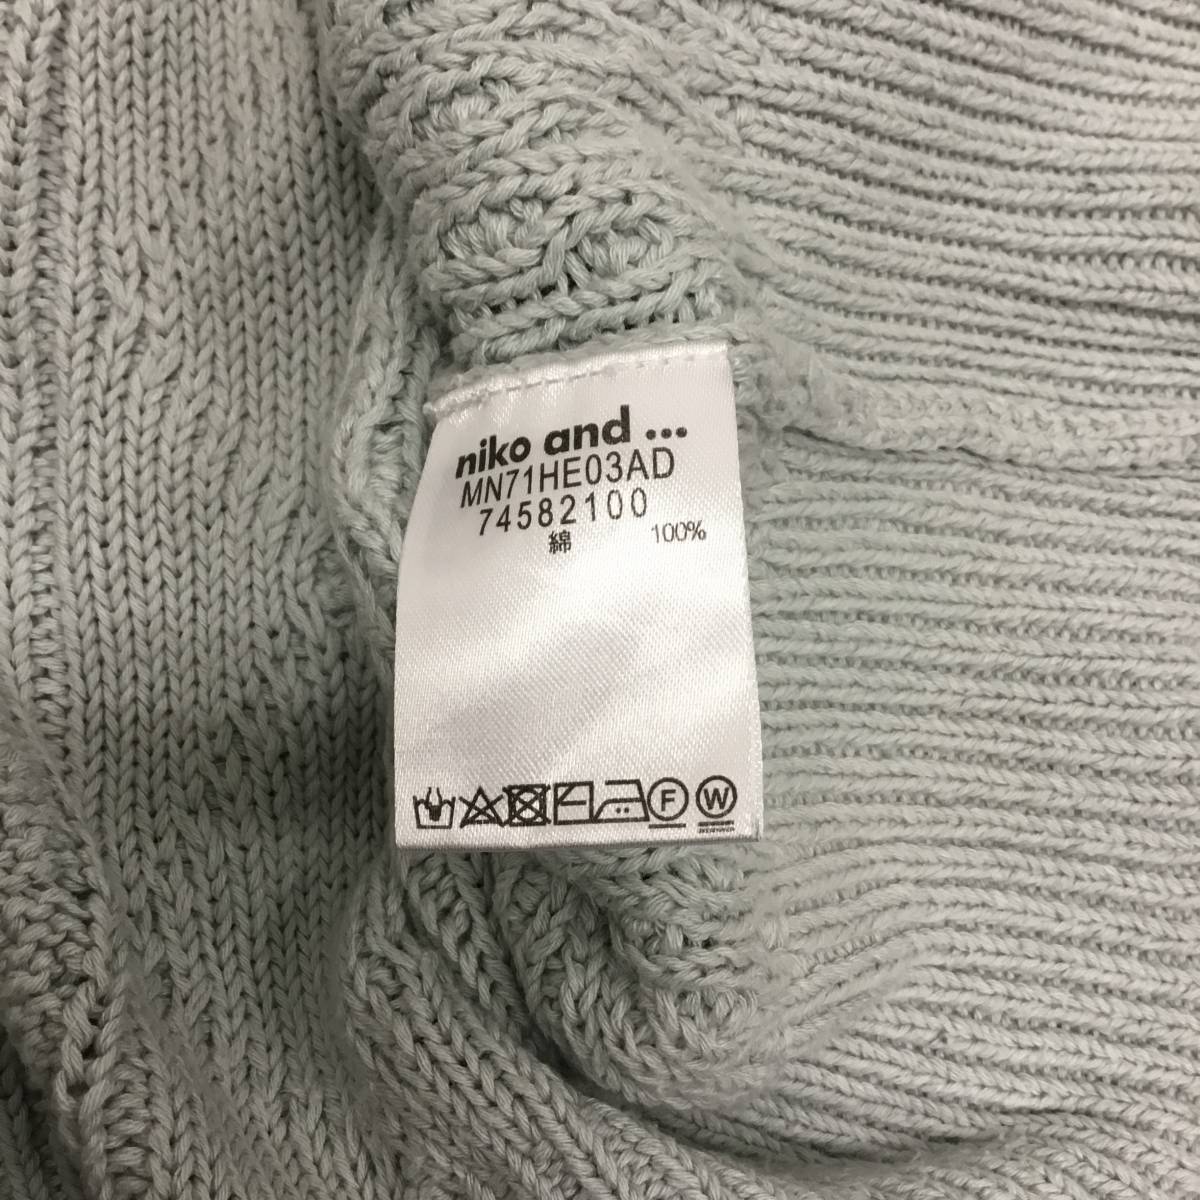 niko and ...
MN71HE03AD
74582100
綿 100%
F W